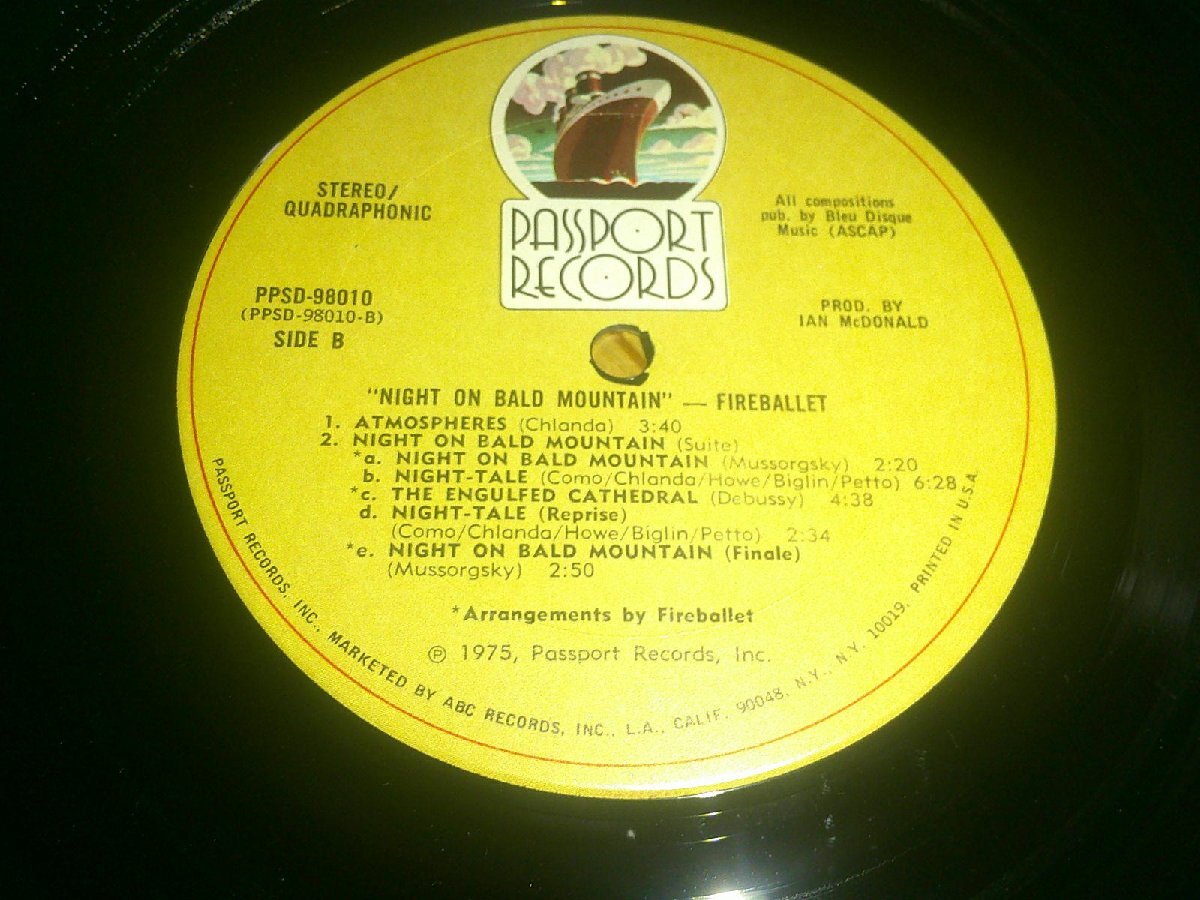 PASSPORT
RECORDS
STEREO/
QUADRAPHONIC
All compositions
pub. by Bleu Disque
Music (ASCAP)
PPSD-98010
(PPSD-98010-B)
SIDE B
PROD. BY
IAN McDONALD
"NIGHT ON BALD MOUNTAIN" — FIREBALLET
1. ATMOSPHERES (Chlanda) 3:40
2. NIGHT ON BALD MOUNTAIN (Suite)
*a. NIGHT ON BALD MOUNTAIN (Mussorgsky) 2:20
b. NIGHT-TALE (Como/Chlanda/Howe/Biglin/Petto) 6:28
*c. THE ENGULFED CATHEDRAL (Debussy) 4:38
d. NIGHT-TALE (Reprise)
(Como/Chlanda/Howe/Biglin/Petto) 2:34
*e. NIGHT ON BALD MOUNTAIN (Finale)
(Mussorgsky) 2:50
*Arrangements by Fireballet
℗ 1975, Passport Records, Inc.
PASSPORT RECORDS, INC., MARKETED BY ABC RECORDS, INC., L.A., CALIF. 90048. N.Y., N.Y. 10019. PRINTED IN U.S.A.